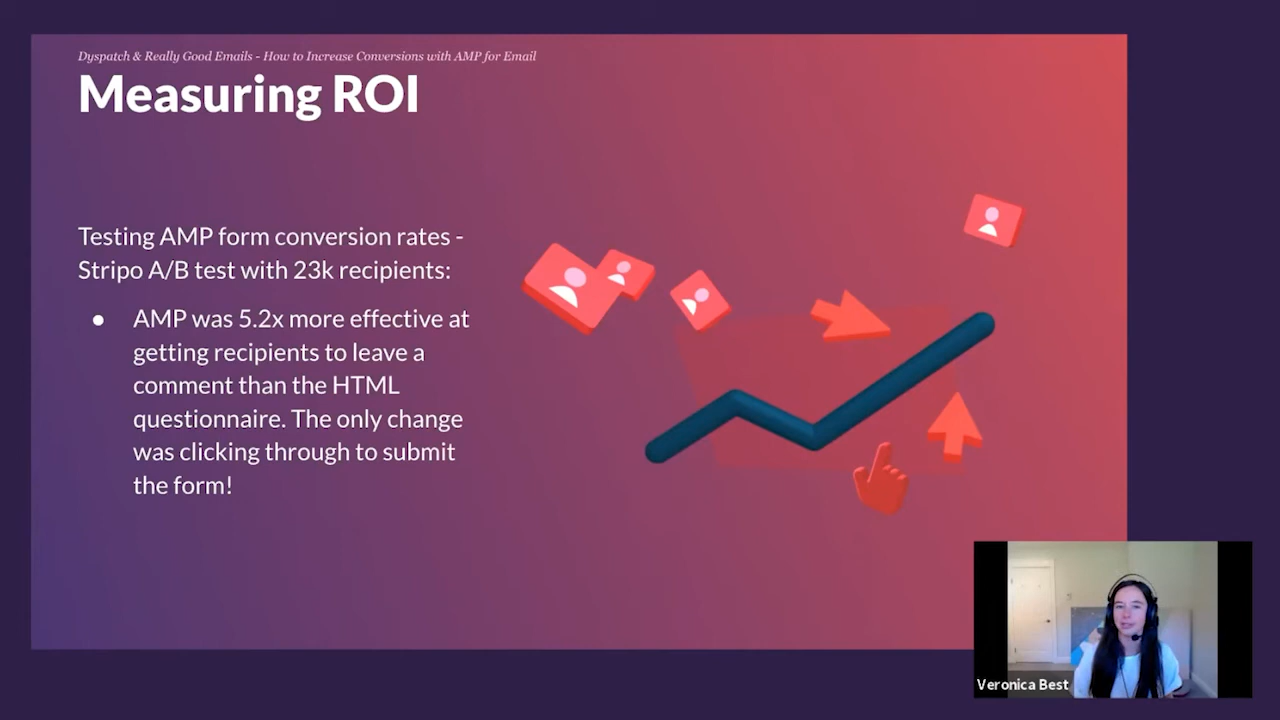 Dyspatch & Really Good Emails - How to Increase Conversions with AMP for Email
Measuring ROI
Testing AMP form conversion rates -
Stripo A/B test with 23k recipients:
● AMP was 5.2x more effective at
getting recipients to leave a
comment than the HTML
questionnaire. The only change
was clicking through to submit
the form!
Veronica Best